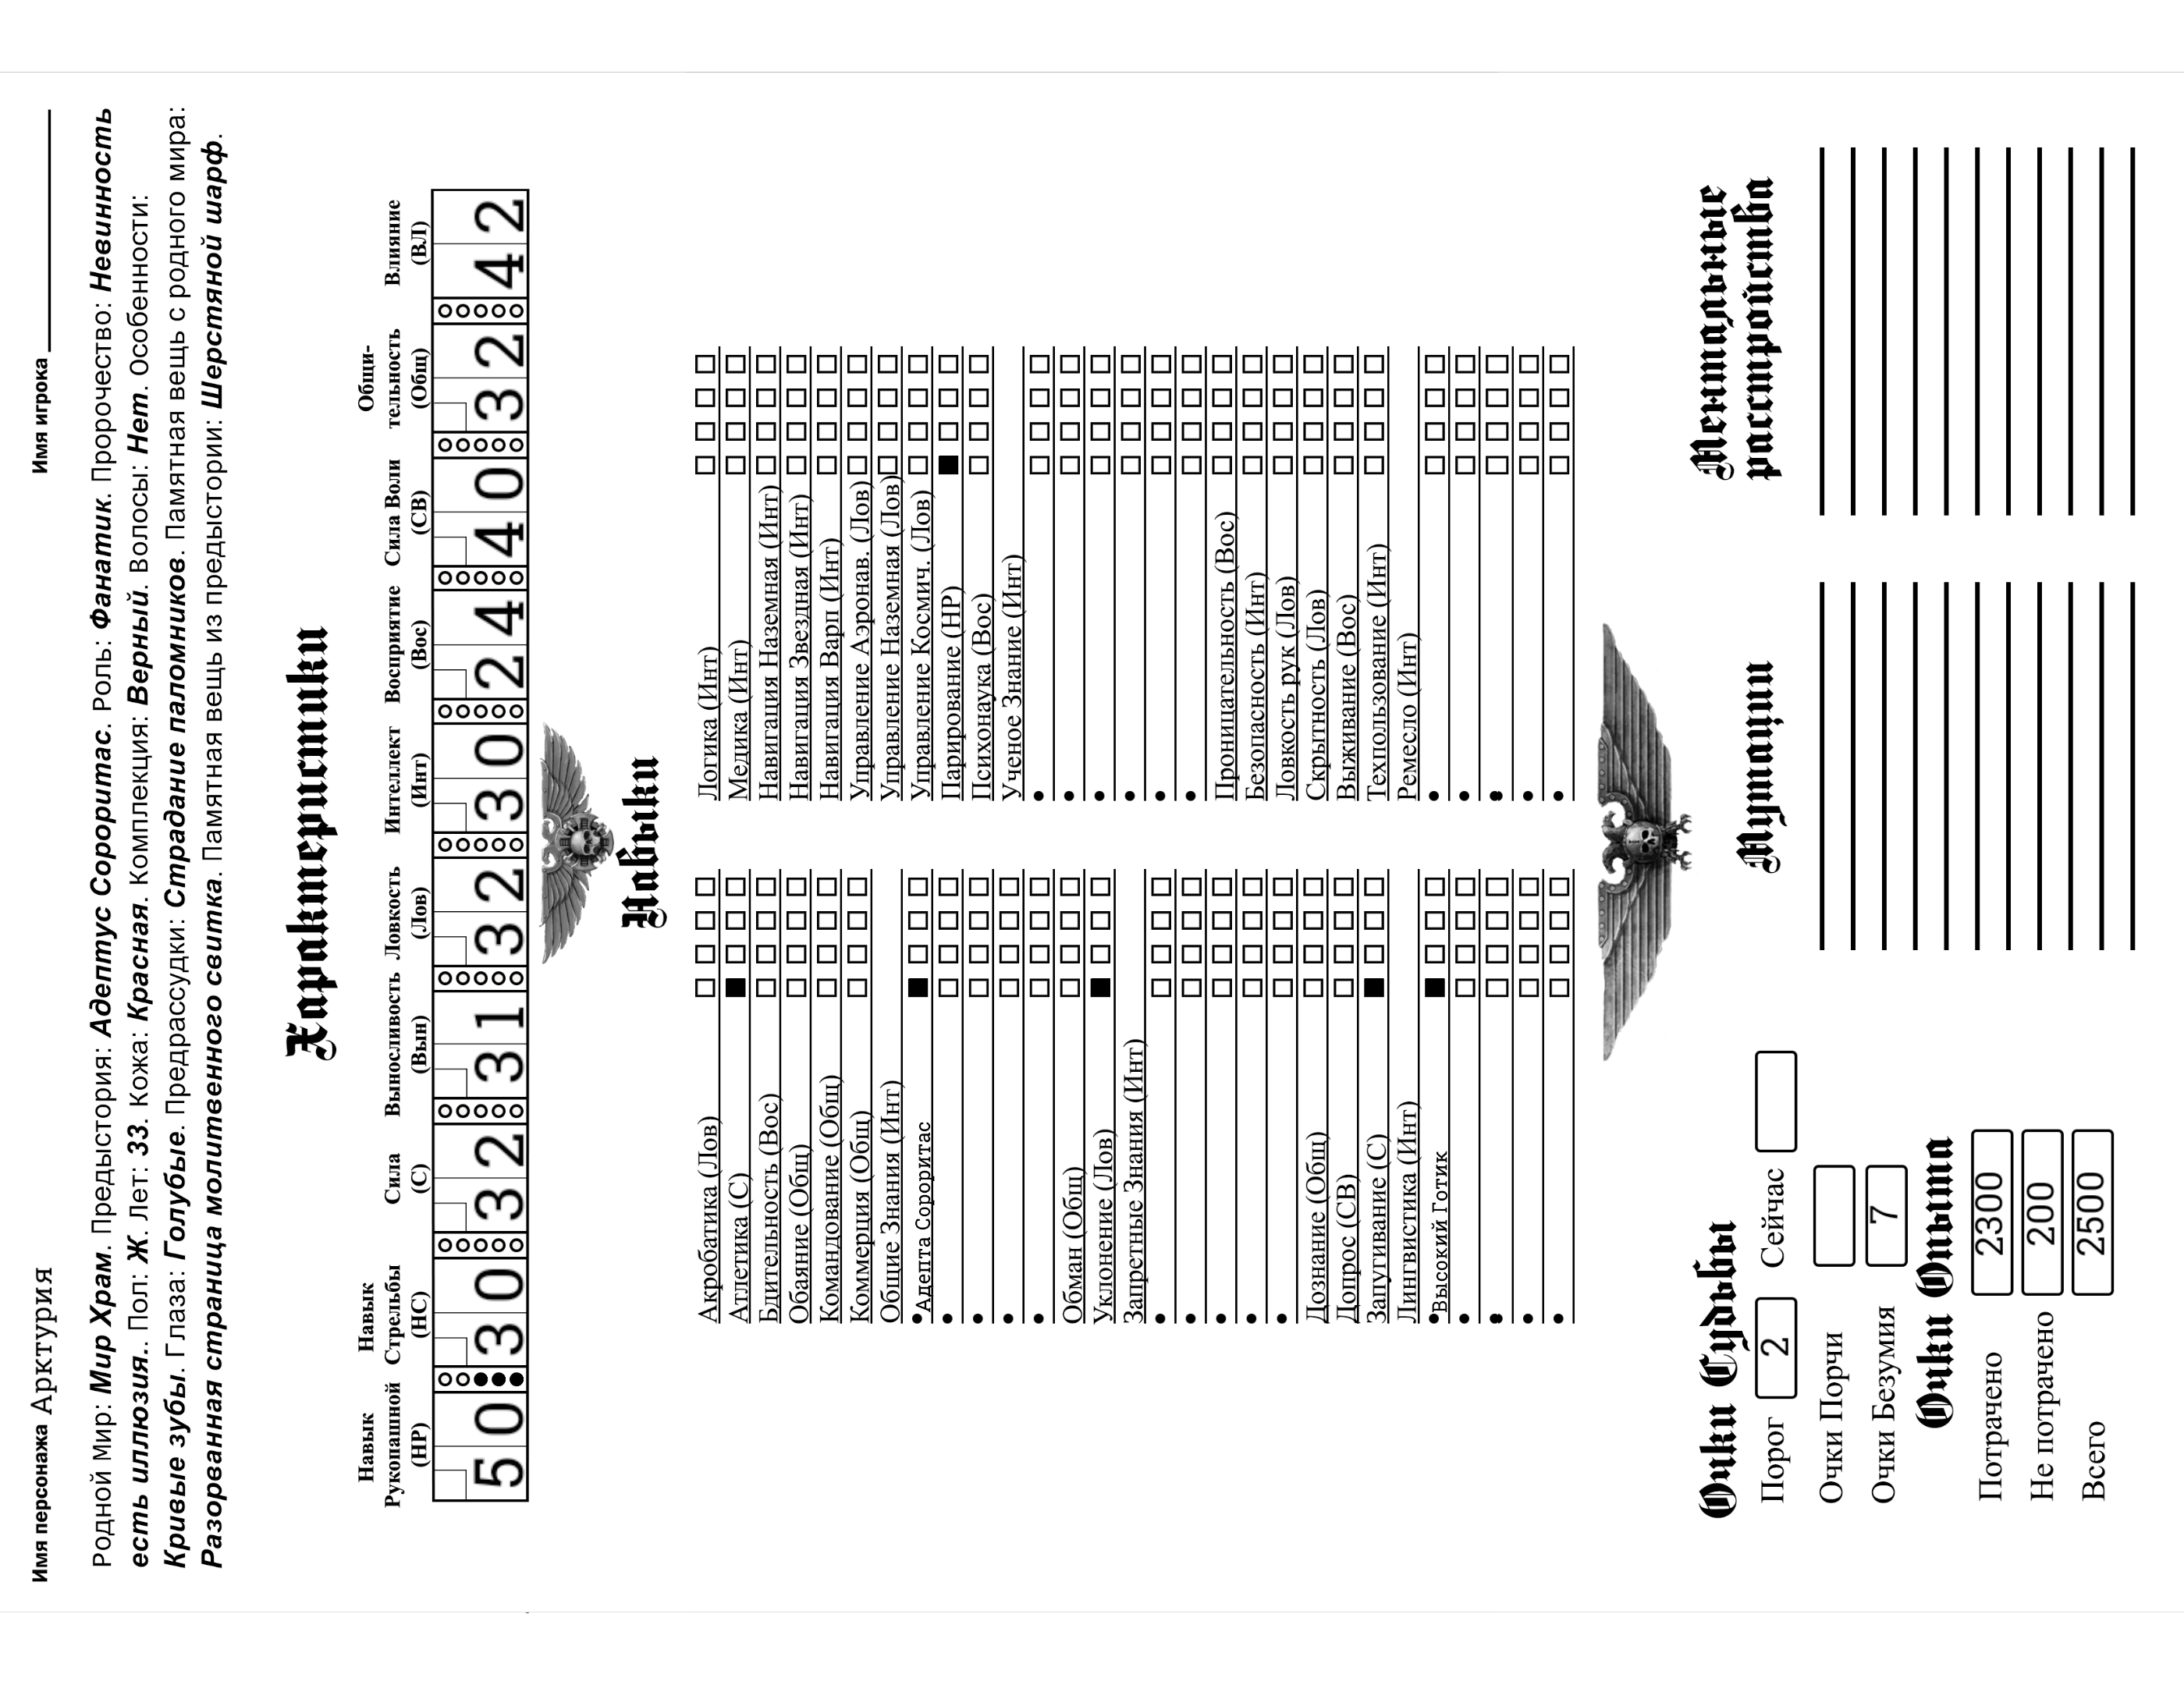 Имя персонажа Арктурия
Имя игрока
Родной Мир: Мир Храм. Предыстория: Адептус Сороритас. Роль: Фанатик. Пророчество: Невинность
есть иллюзия.. Пол: Ж. Лет: 33. Кожа: Красная. Комплекция: Верный. Волосы: Нет. Особенности:
Кривые зубы. Глаза: Голубые. Предрассудки: Страдание паломников. Памятная вещь с родного мира:
Разорванная страница молитвенного свитка. Памятная вещь из предыстории: Шерстяной шарф.
Характеристики
Навык Рукопашной (НР)
50
Навык Стрельбы (НС)
30
Сила (С)
32
Выносливость (Вын)
31
Ловкость (Лов)
32
Интеллект (Инт)
30
Восприятие (Вос)
24
Сила Воли (СВ)
40
Общи-
тельность
(Общ)
32
Влияние (ВЛ)
42
Навыки
Акробатика (Лов)
Атлетика (С)
Бдительность (Вос)
Обаяние (Общ)
Командование (Общ)
Коммерция (Общ)
Общие Знания (Инт)
•Адепта Сороритас
•
•
•
•
Обман (Общ)
Уклонение (Лов)
Запретные Знания (Инт)
•
•
•
•
•
Дознание (Общ)
Допрос (СВ)
Запугивание (С)
Лингвистика (Инт)
•Высокий Готик
•
•
•
•
Логика (Инт)
Медика (Инт)
Навигация Наземная (Инт)
Навигация Звездная (Инт)
Навигация Варп (Инт)
Управление Аэронав. (Лов)
Управление Наземная (Лов)
Управление Космич. (Лов)
Парирование (НР)
Психонаука (Вос)
Ученое Знание (Инт)
•
•
•
•
•
•
Проницательность (Вос)
Безопасность (Инт)
Ловкость рук (Лов)
Скрытность (Лов)
Выживание (Вос)
Техпользование (Инт)
Ремесло (Инт)
•
•
•
•
•
Очки Судьбы
Порог 2 Сейчас
Очки Порчи
Очки Безумия 7
Очки Опыта
Потрачено 2300
Не потрачено 200
Всего 2500
Мутации
Ментальные
расстройства